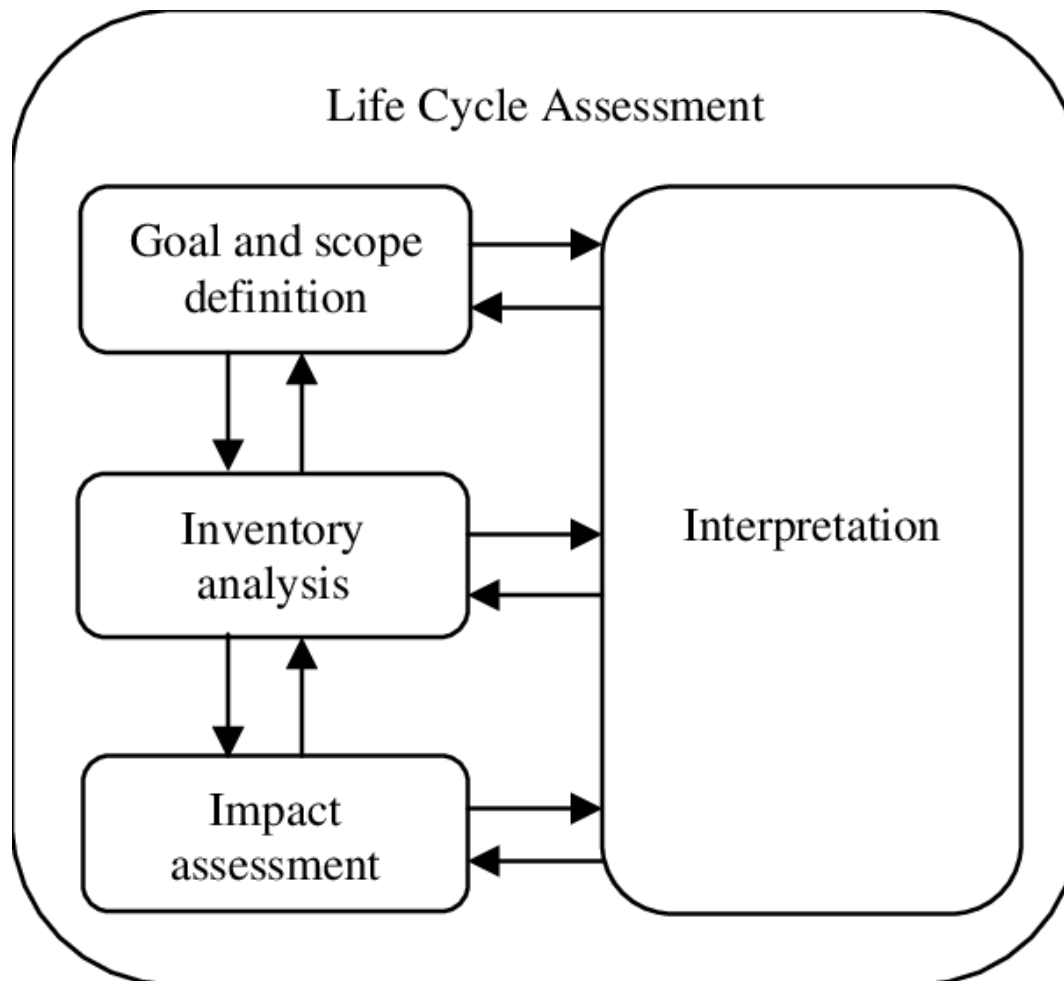 Life Cycle Assessment
Goal and scope
definition
Inventory
analysis
Interpretation
Impact
assessment